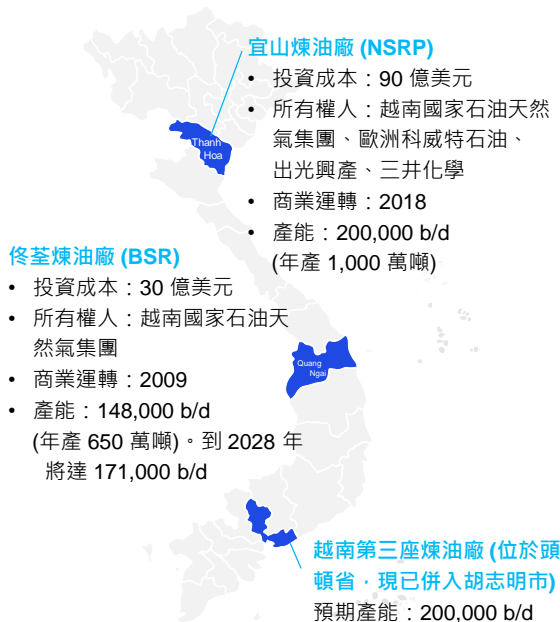 宜山煉油廠 (NSRP)
• 投資成本：90 億美元
• 所有權人：越南國家石油天然
氣集團、歐洲科威特石油、
出光興產、三井化學
• 商業運轉：2018
• 產能：200,000 b/d
(年產 1,000 萬噸)
Thanh
Hoa
佟荃煉油廠 (BSR)
• 投資成本：30 億美元
• 所有權人：越南國家石油天
然氣集團
• 商業運轉：2009
• 產能：148,000 b/d
(年產 650 萬噸)。到 2028 年
將達 171,000 b/d
Quang
Ngai
越南第三座煉油廠 (位於頭
頓省，現已併入胡志明市)
預期產能：200,000 b/d